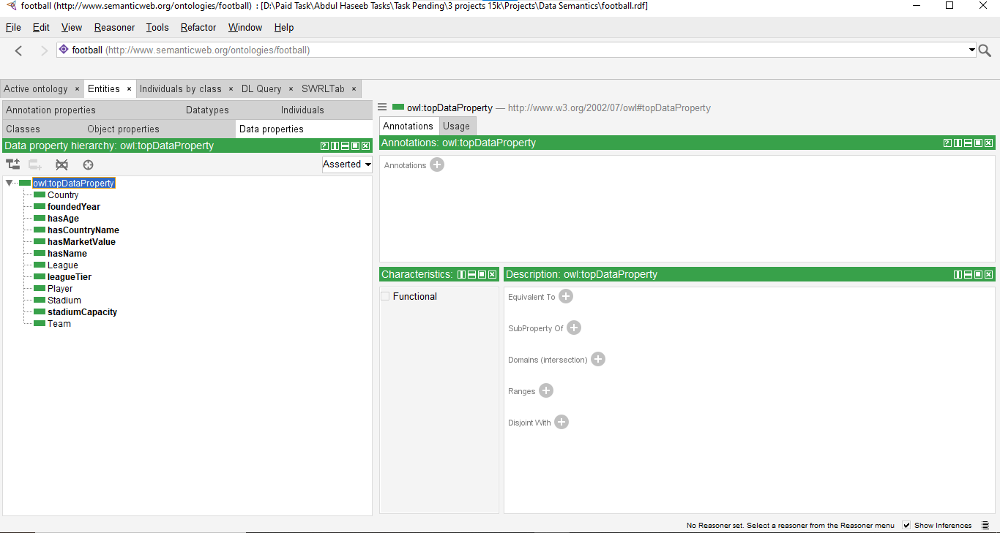 football (http://www.semanticweb.org/ontologies/football) : [D:\Paid Task\Abdul Haseeb Tasks\Task Pending\3 projects 15k\Projects\Data Semantics\football.rdf]
File Edit View Reasoner Tools Refactor Window Help
football (http://www.semanticweb.org/ontologies/football)
Active ontology × Entities × Individuals by class × DL Query × SWRLTab ×
Annotation properties Datatypes Individuals
Classes Object properties Data properties
Data property hierarchy: owl:topDataProperty
Asserted
owl:topDataProperty
Country
foundedYear
hasAge
hasCountryName
hasMarketValue
hasName
League
leagueTier
Player
Stadium
stadiumCapacity
Team
owl:topDataProperty — http://www.w3.org/2002/07/owl#topDataProperty
Annotations Usage
Annotations: owl:topDataProperty
Annotations
Characteristics:
Functional
Description: owl:topDataProperty
Equivalent To
SubProperty Of
Domains (intersection)
Ranges
Disjoint With
No Reasoner set. Select a reasoner from the Reasoner menu Show Inferences